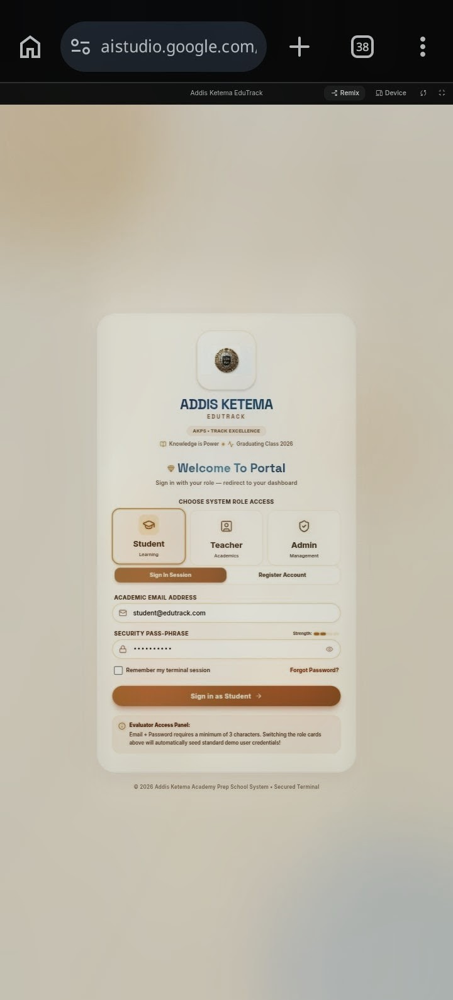 aistudio.google.com/
38
Addis Ketema EduTrack
Remix
Device
ADDIS KETEMA
EDUTRACK
AKPS • TRACK EXCELLENCE
Knowledge is Power
Graduating Class 2026
Welcome To Portal
Sign in with your role — redirect to your dashboard
CHOOSE SYSTEM ROLE ACCESS
Student
Learning
Teacher
Academics
Admin
Management
Sign In Session
Register Account
ACADEMIC EMAIL ADDRESS
student@edutrack.com
SECURITY PASS-PHRASE
Strength:
••••••••••
Remember my terminal session
Forgot Password?
Sign in as Student →
Evaluator Access Panel:
Email + Password requires a minimum of 3 characters. Switching the role cards
above will automatically seed standard demo user credentials!
© 2026 Addis Ketema Academy Prep School System • Secured Terminal